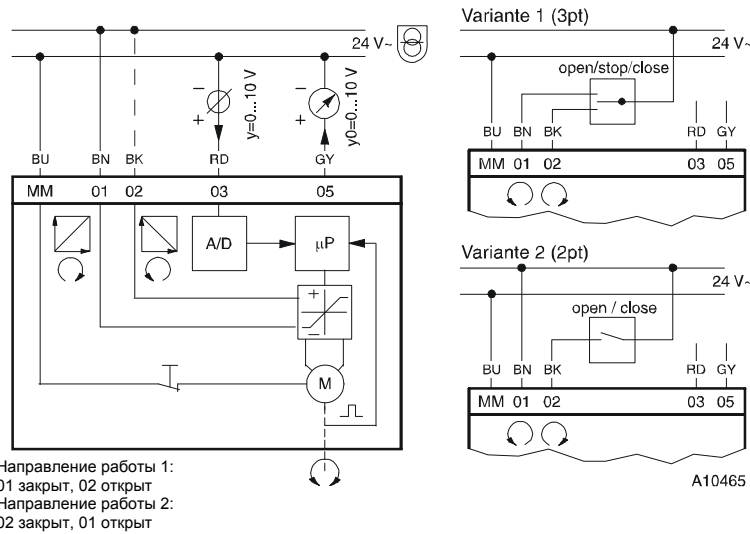 24 V~
y=0...10 V
y0=0...10 V
BU BN BK RD GY
MM 01 02 03 05
A/D µP
M
Направление работы 1:
01 закрыт, 02 открыт
Направление работы 2:
02 закрыт, 01 открыт
Variante 1 (3pt)
24 V~
open/stop/close
BU BN BK RD GY
MM 01 02 03 05
Variante 2 (2pt)
24 V~
open / close
BU BN BK RD GY
MM 01 02 03 05
A10465